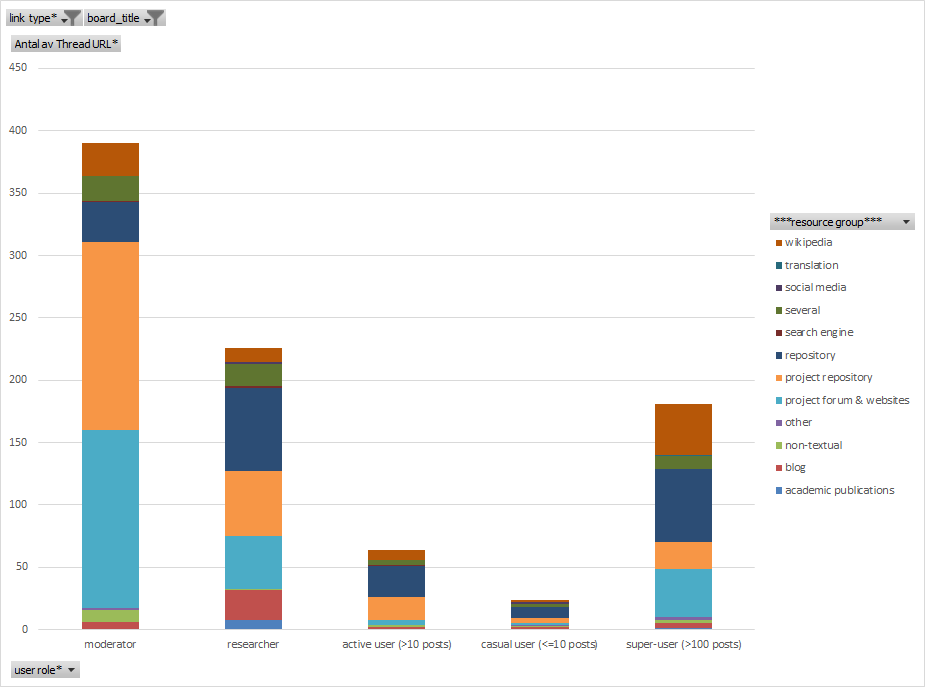 link type* board_title
Antal av Thread URL*
450
400
350
300
250
200
150
100
50
0
moderator researcher active user (>10 posts) casual user (<=10 posts) super-user (>100 posts)
user role*
***resource group***
wikipedia
translation
social media
several
search engine
repository
project repository
project forum & websites
other
non-textual
blog
academic publications